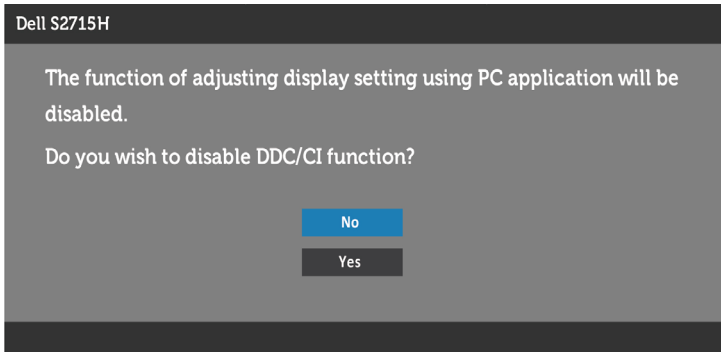 Dell S2715H
The function of adjusting display setting using PC application will be
disabled.
Do you wish to disable DDC/CI function?
No
Yes